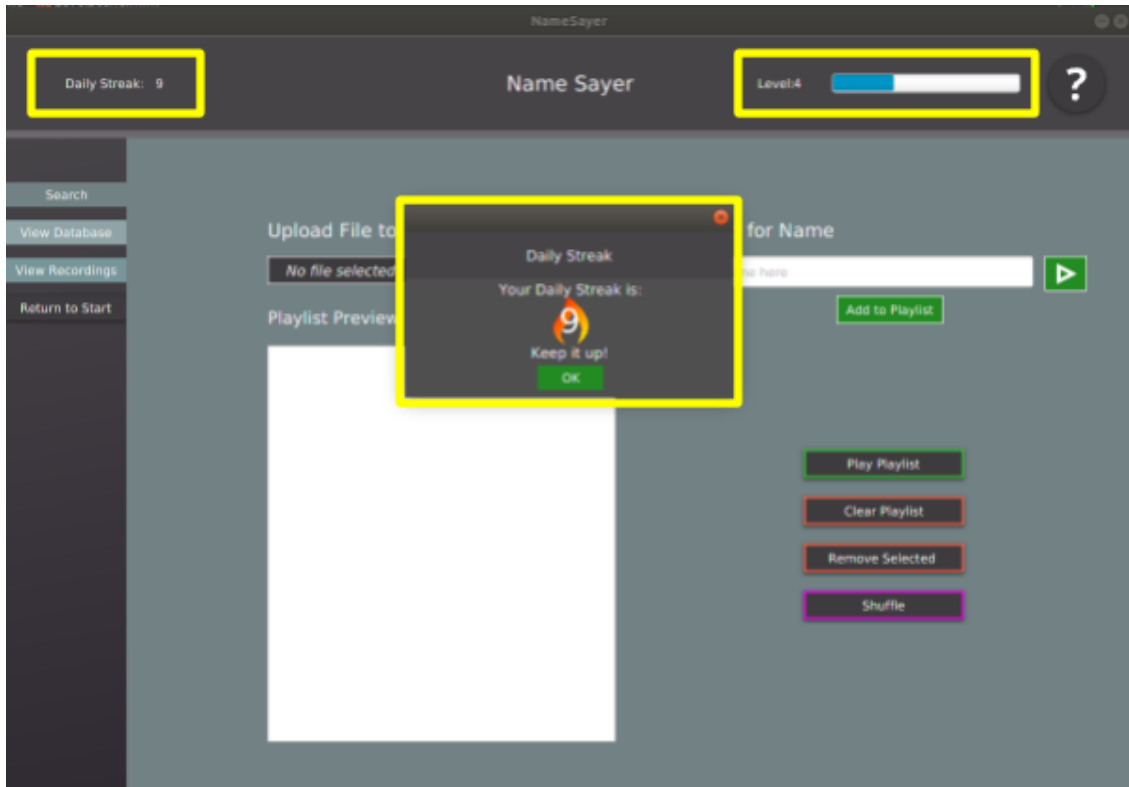 NameSayer
Daily Streak: 9
Name Sayer
Level:4
?
Search
View Database
View Recordings
Return to Start
Upload File to
for Name
No file selected
here
Add to Playlist
Playlist Preview
Daily Streak
Your Daily Streak is:
9
Keep it up!
OK
Play Playlist
Clear Playlist
Remove Selected
Shuffle